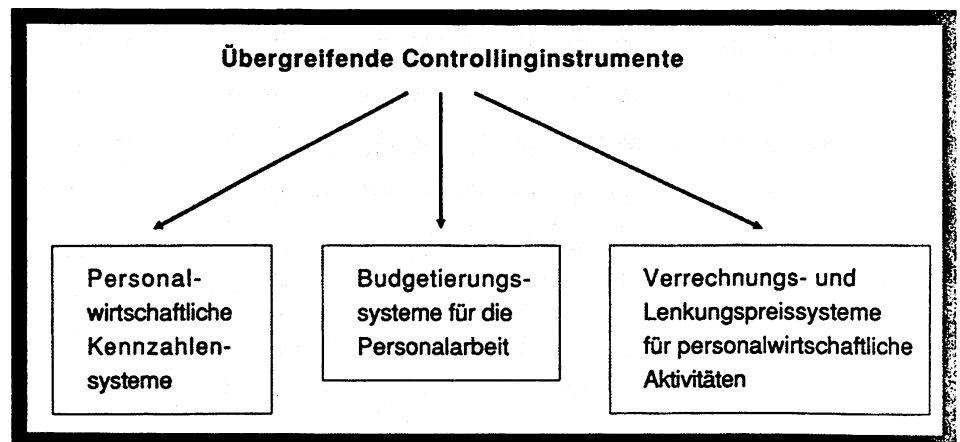 Übergreifende Controllinginstrumente
Personal-
wirtschaftliche
Kennzahlen-
systeme
Budgetierungs-
systeme für die
Personalarbeit
Verrechnungs- und
Lenkungspreissysteme
für personalwirtschaftliche
Aktivitäten